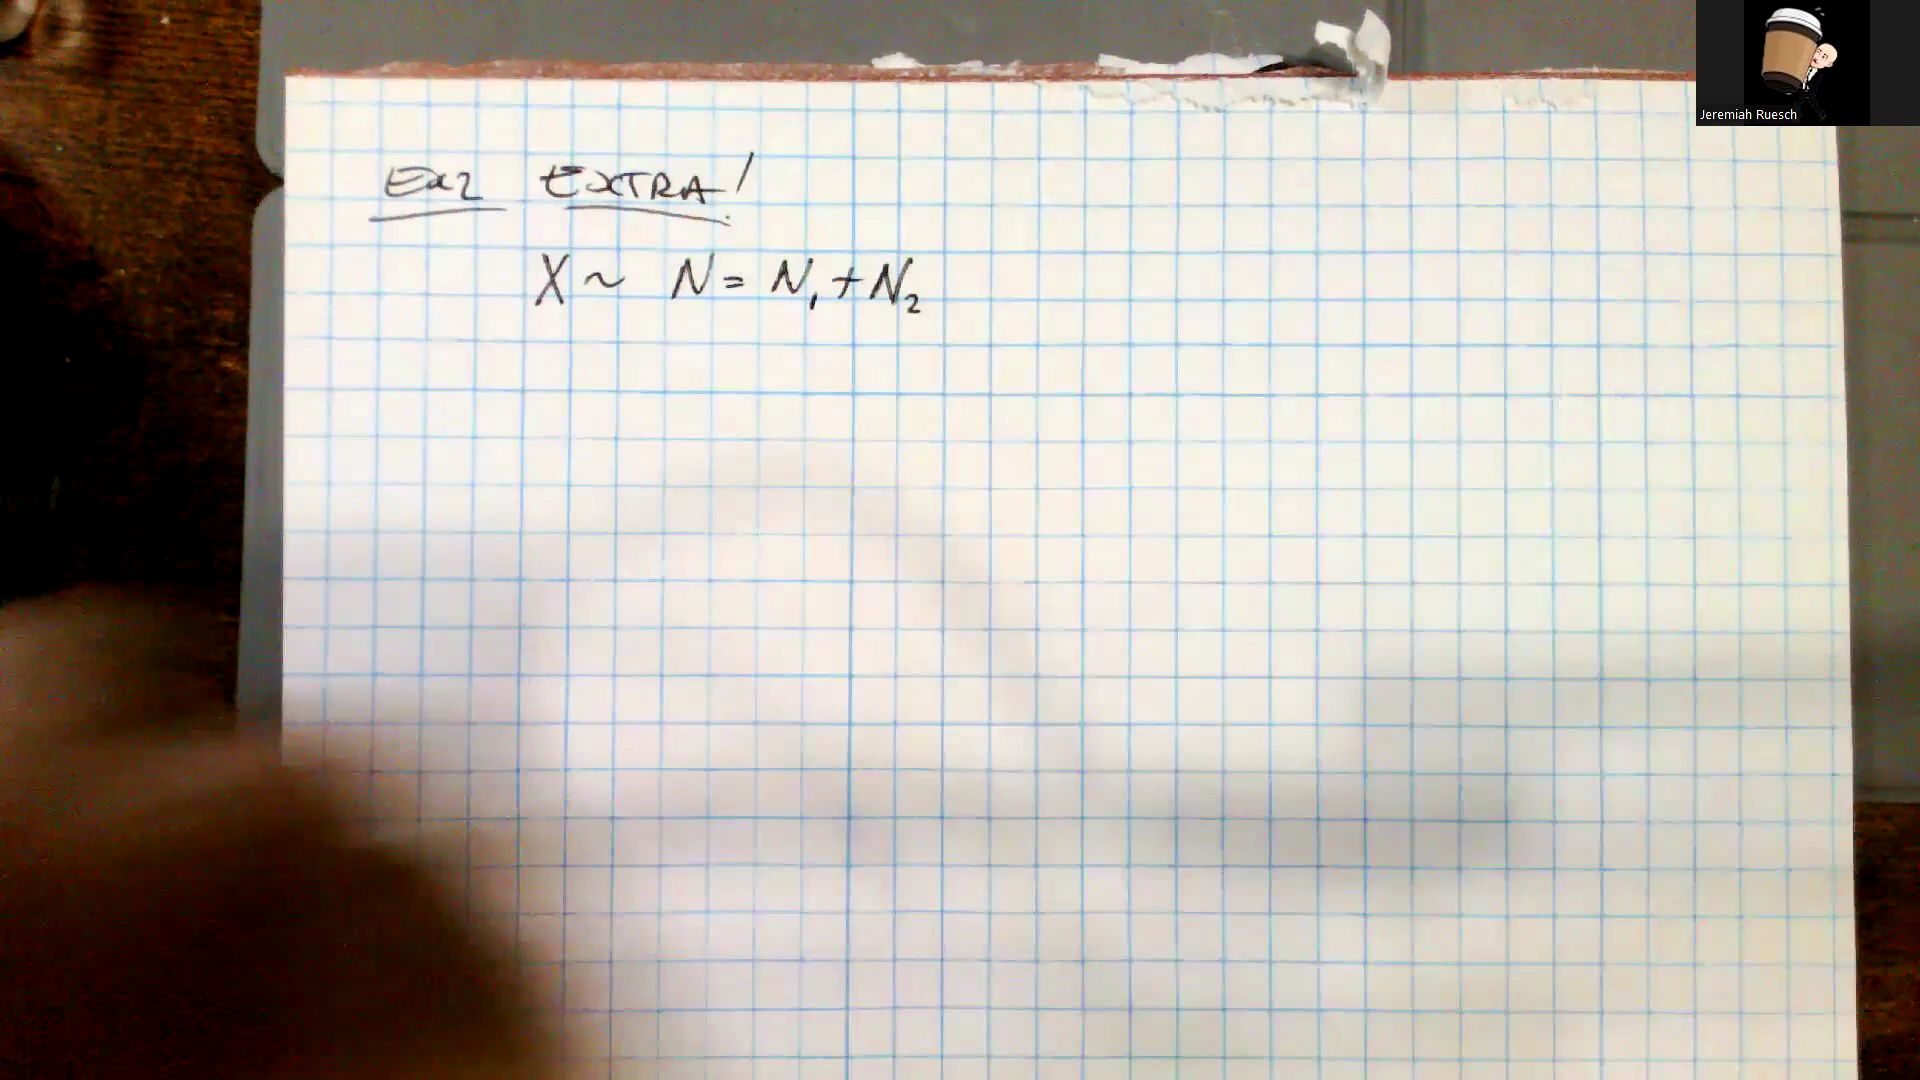 Ex2 EXTRA!
X ~ N = N₁ + N₂
Jeremiah Ruesch